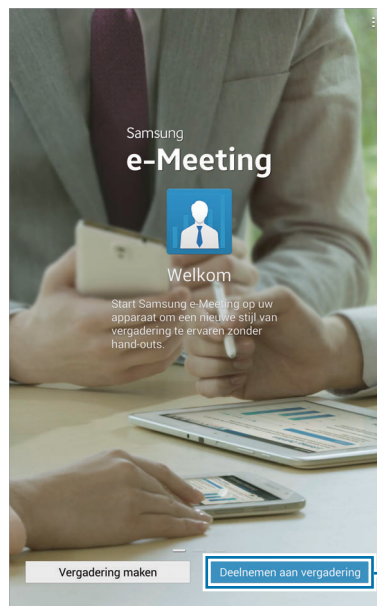 Samsung
e-Meeting
Welkom
Start Samsung e-Meeting op uw
apparaat om een nieuwe stijl van
vergadering te ervaren zonder
hand-outs.
Vergadering maken
Deelnemen aan vergadering